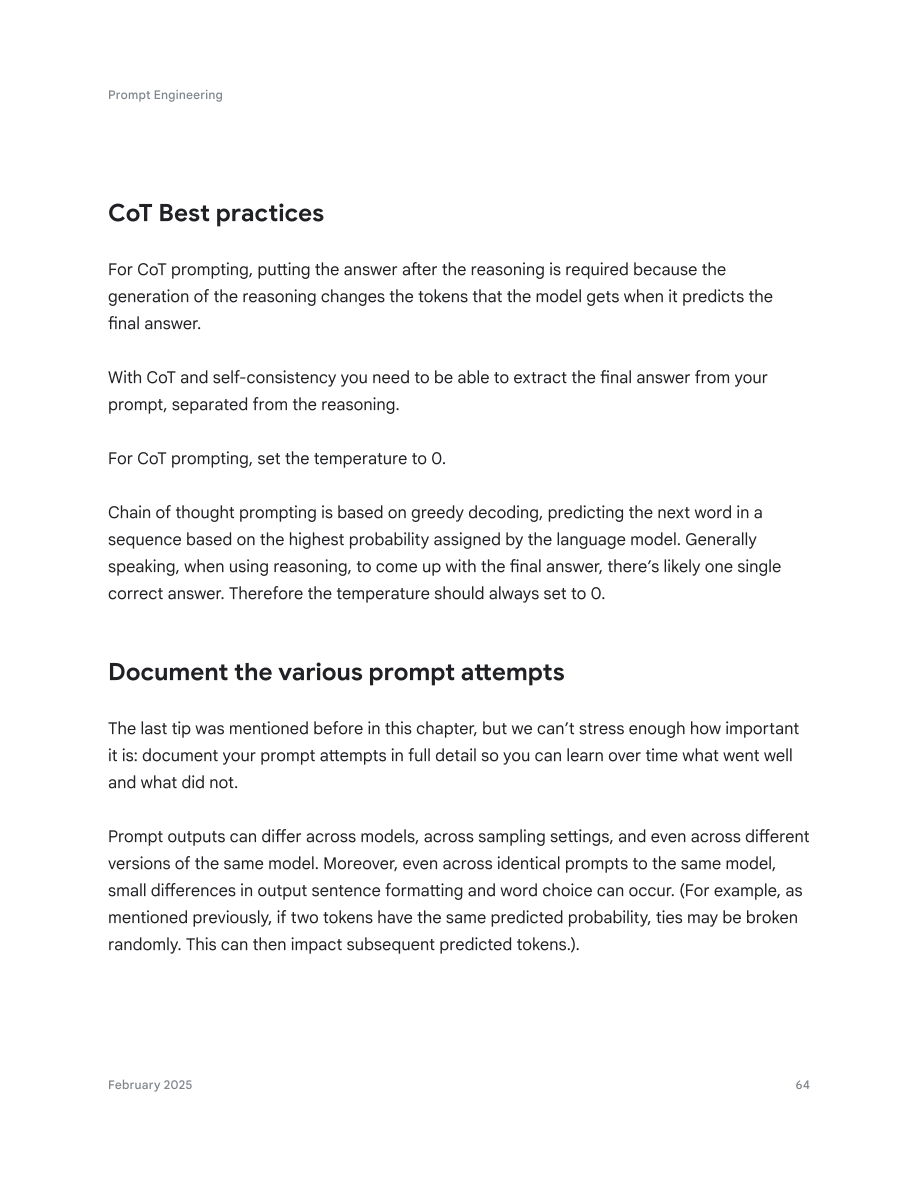 Prompt Engineering
CoT Best practices
For CoT prompting, putting the answer after the reasoning is required because the
generation of the reasoning changes the tokens that the model gets when it predicts the
final answer.
With CoT and self-consistency you need to be able to extract the final answer from your
prompt, separated from the reasoning.
For CoT prompting, set the temperature to 0.
Chain of thought prompting is based on greedy decoding, predicting the next word in a
sequence based on the highest probability assigned by the language model. Generally
speaking, when using reasoning, to come up with the final answer, there’s likely one single
correct answer. Therefore the temperature should always set to 0.
Document the various prompt attempts
The last tip was mentioned before in this chapter, but we can’t stress enough how important
it is: document your prompt attempts in full detail so you can learn over time what went well
and what did not.
Prompt outputs can differ across models, across sampling settings, and even across different
versions of the same model. Moreover, even across identical prompts to the same model,
small differences in output sentence formatting and word choice can occur. (For example, as
mentioned previously, if two tokens have the same predicted probability, ties may be broken
randomly. This can then impact subsequent predicted tokens.).
February 2025
64